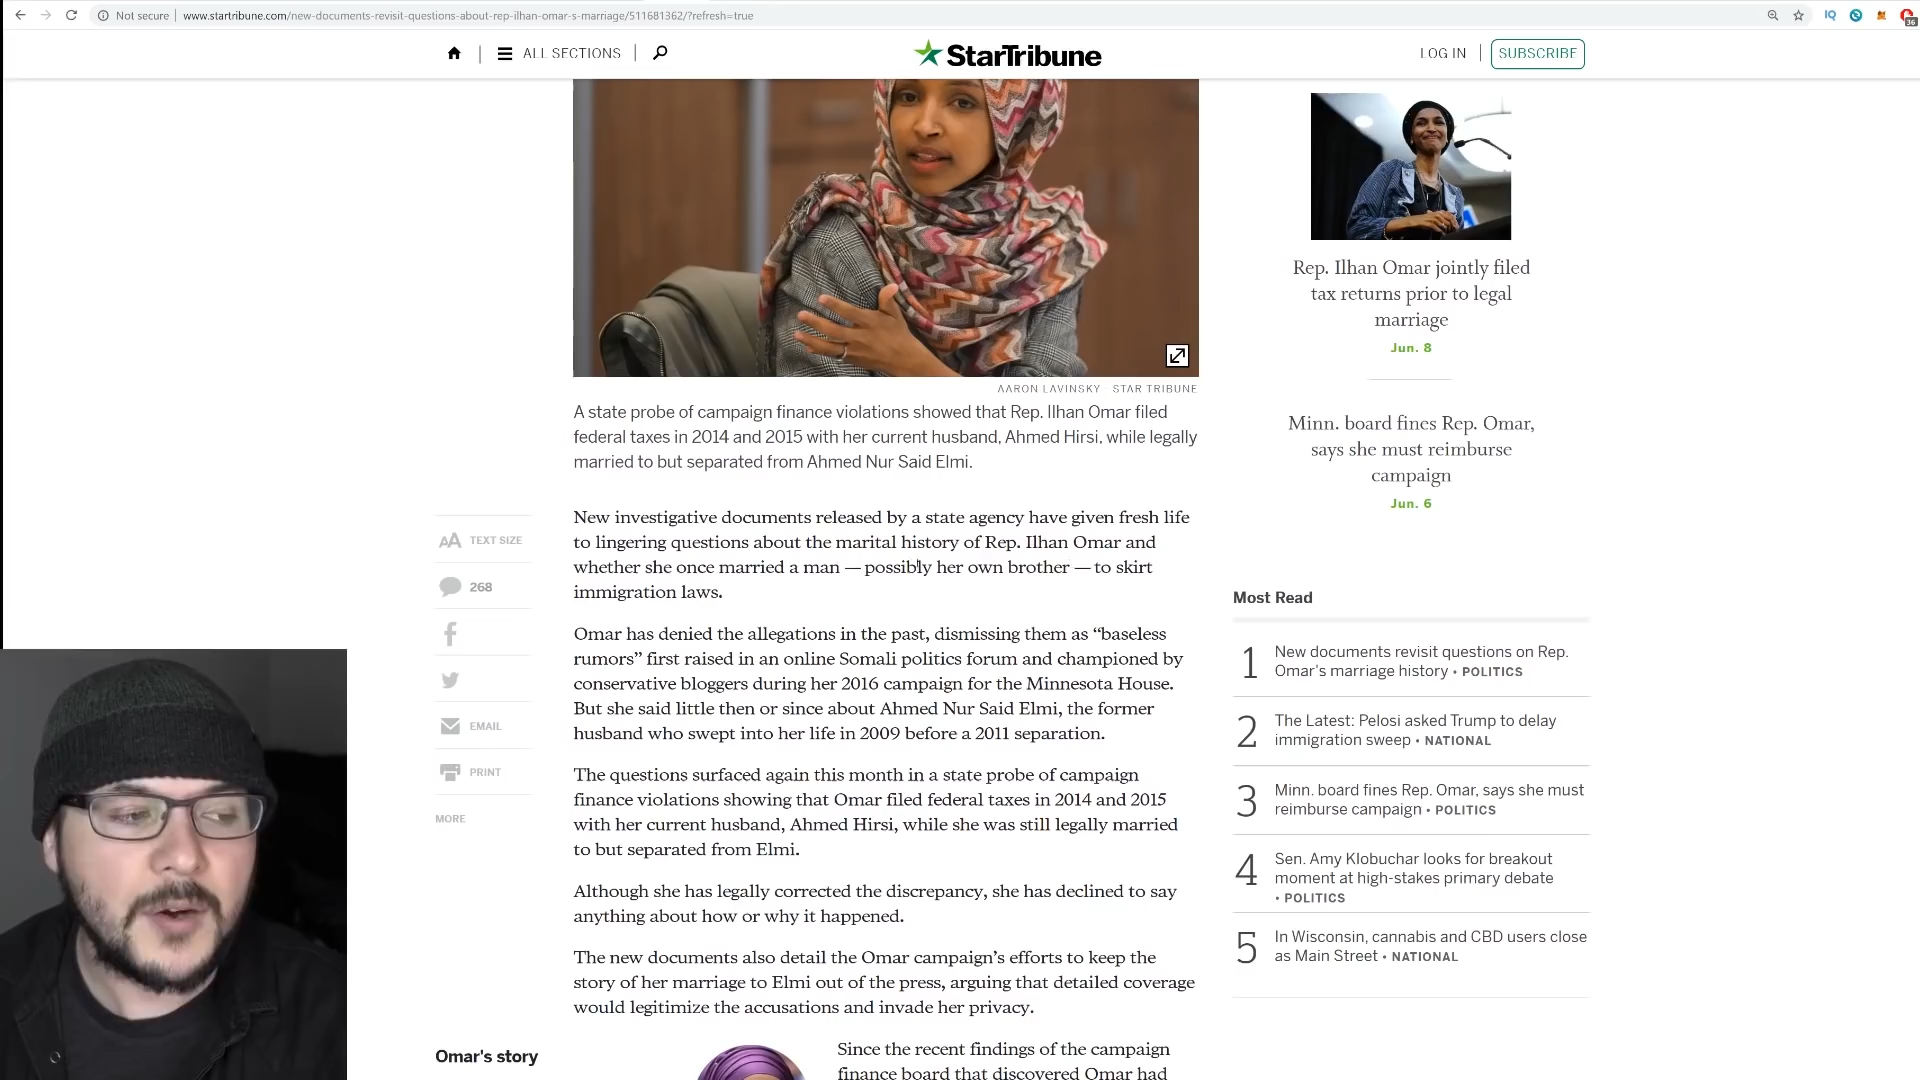 Not secure | www.startribune.com/new-documents-revisit-questions-about-rep-ilhan-omar-s-marriage/511681362/?refresh=true
IQ
36
ALL SECTIONS
StarTribune
LOG IN
SUBSCRIBE
AARON LAVINSKY STAR TRIBUNE
A state probe of campaign finance violations showed that Rep. Ilhan Omar filed
federal taxes in 2014 and 2015 with her current husband, Ahmed Hirsi, while legally
married to but separated from Ahmed Nur Said Elmi.
TEXT SIZE
268
EMAIL
PRINT
MORE
New investigative documents released by a state agency have given fresh life
to lingering questions about the marital history of Rep. Ilhan Omar and
whether she once married a man — possibly her own brother — to skirt
immigration laws.
Omar has denied the allegations in the past, dismissing them as “baseless
rumors” first raised in an online Somali politics forum and championed by
conservative bloggers during her 2016 campaign for the Minnesota House.
But she said little then or since about Ahmed Nur Said Elmi, the former
husband who swept into her life in 2009 before a 2011 separation.
The questions surfaced again this month in a state probe of campaign
finance violations showing that Omar filed federal taxes in 2014 and 2015
with her current husband, Ahmed Hirsi, while she was still legally married
to but separated from Elmi.
Although she has legally corrected the discrepancy, she has declined to say
anything about how or why it happened.
The new documents also detail the Omar campaign’s efforts to keep the
story of her marriage to Elmi out of the press, arguing that detailed coverage
would legitimize the accusations and invade her privacy.
Omar's story
Since the recent findings of the campaign
finance board that discovered Omar had
Rep. Ilhan Omar jointly filed
tax returns prior to legal
marriage
Jun. 8
Minn. board fines Rep. Omar,
says she must reimburse
campaign
Jun. 6
Most Read
1
New documents revisit questions on Rep.
Omar's marriage history • POLITICS
2
The Latest: Pelosi asked Trump to delay
immigration sweep • NATIONAL
3
Minn. board fines Rep. Omar, says she must
reimburse campaign • POLITICS
4
Sen. Amy Klobuchar looks for breakout
moment at high-stakes primary debate
• POLITICS
5
In Wisconsin, cannabis and CBD users close
as Main Street • NATIONAL